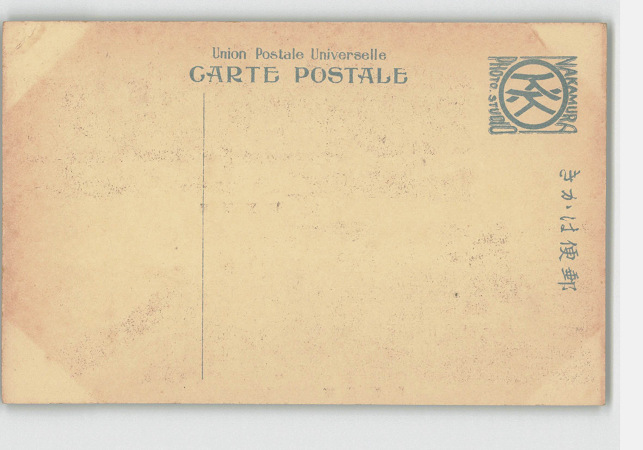 Union Postale Universelle
CARTE POSTALE
NAKAMURA
PHOTO. STUDIO
きかは便郵